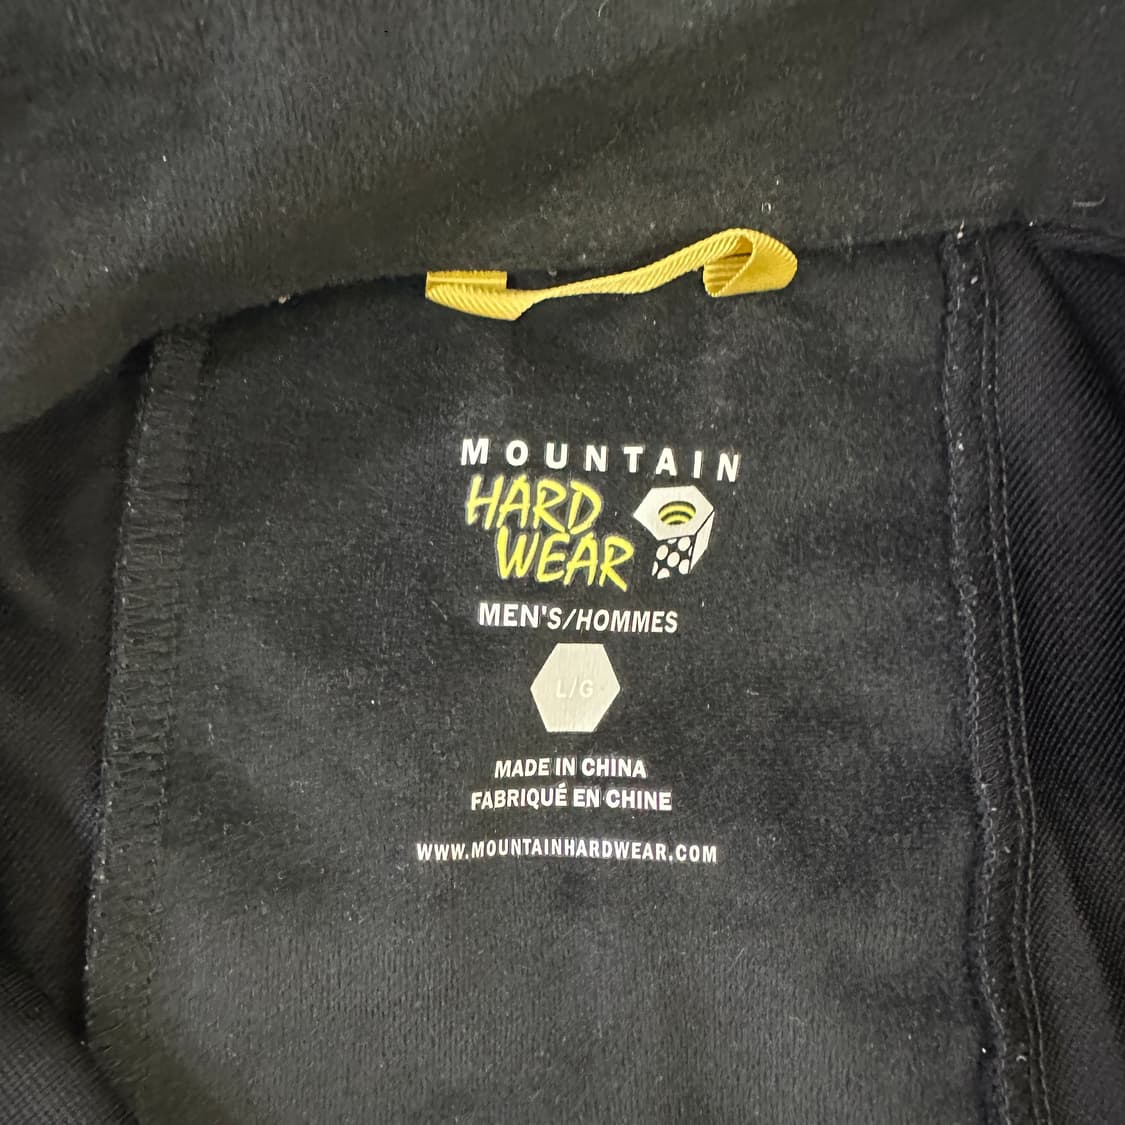 MOUNTAIN
HARD
WEAR
MEN'S/HOMMES
L/G
MADE IN CHINA
FABRIQUÉ EN CHINE
WWW.MOUNTAINHARDWEAR.COM